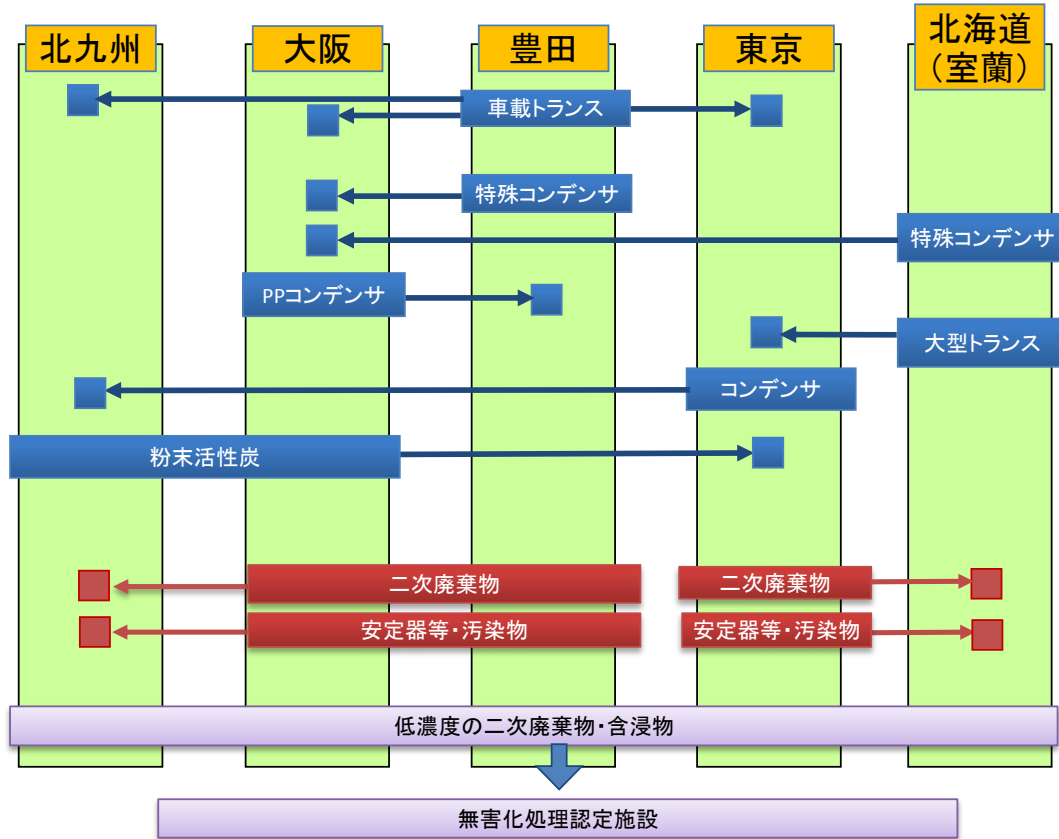 北九州
大阪
豊田
東京
北海道
（室蘭）
車載トランス
特殊コンデンサ
特殊コンデンサ
PPコンデンサ
大型トランス
コンデンサ
粉末活性炭
二次廃棄物
二次廃棄物
安定器等・汚染物
安定器等・汚染物
低濃度の二次廃棄物・含浸物
無害化処理認定施設